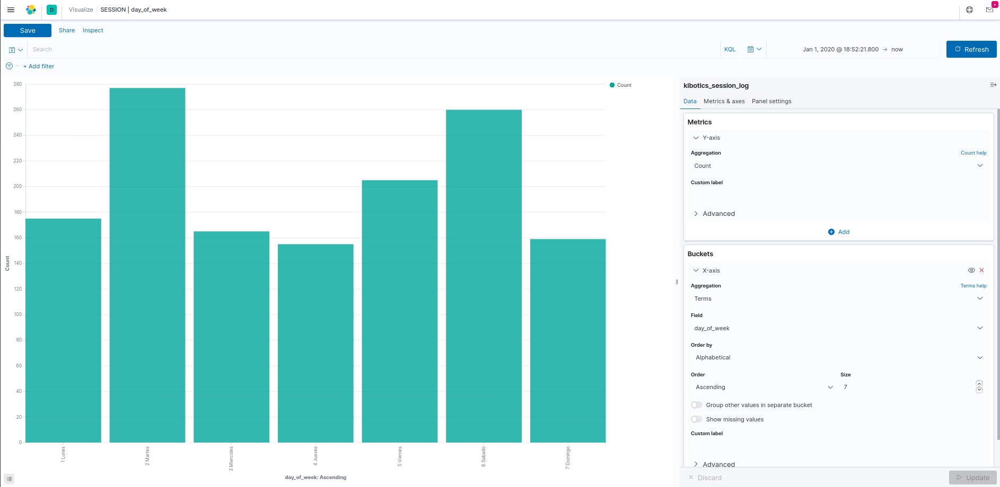 D Visualize / SESSION | day_of_week
Save Share Inspect
Search KQL Jan 1, 2020 @ 18:52:21.800 → now Refresh
+ Add filter
280
260
240
220
200
180
160
140
120
100
80
60
40
20
0
Count
1 Lunes
2 Martes
3 Miercoles
4 Jueves
5 Viernes
6 Sabado
7 Domingo
day_of_week: Ascending
Count
kibotics_session_log
Data Metrics & axes Panel settings
Metrics
Y-axis
Aggregation Count help
Count
Custom label
Advanced
Add
Buckets
X-axis
Aggregation Terms help
Terms
Field
day_of_week
Order by
Alphabetical
Order Size
Ascending 7
Group other values in separate bucket
Show missing values
Custom label
Advanced
Discard Update